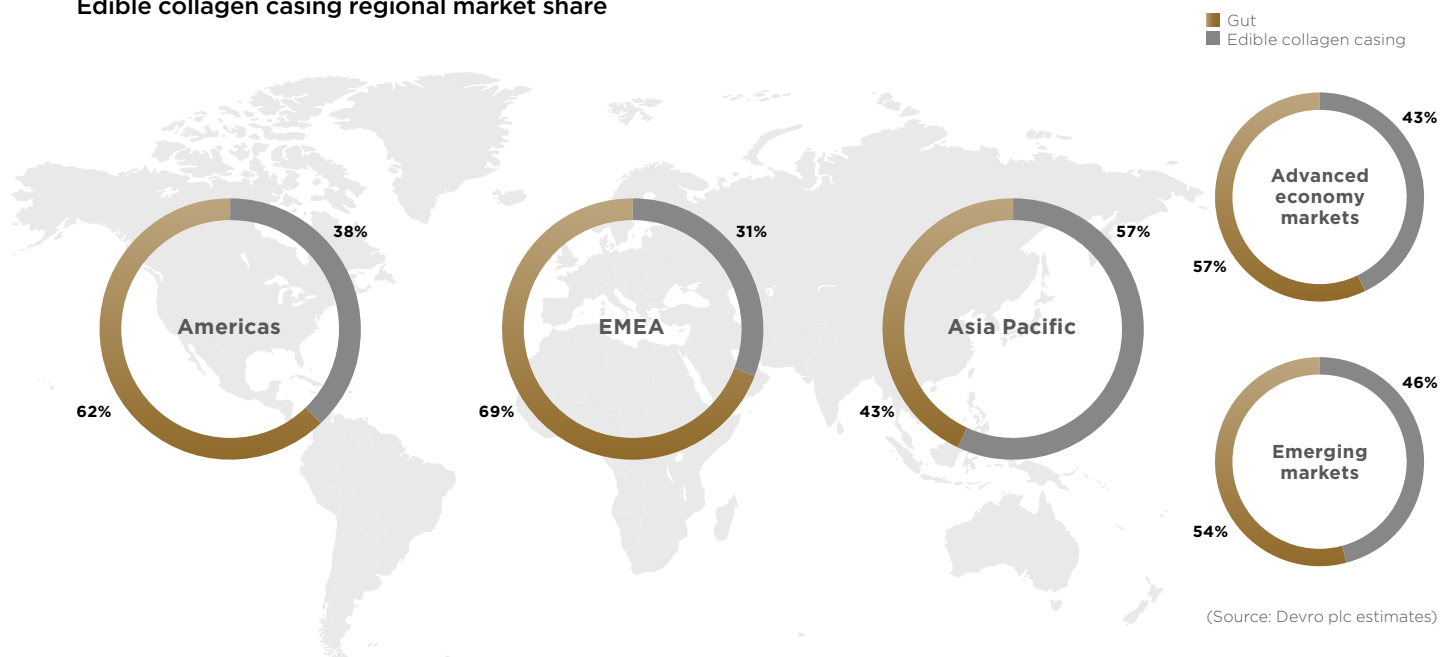 Edible collagen casing regional market share
Gut
Edible collagen casing
38%
Americas
62%
31%
EMEA
69%
57%
Asia Pacific
43%
43%
Advanced
economy
markets
57%
46%
Emerging
markets
54%
(Source: Devro plc estimates)